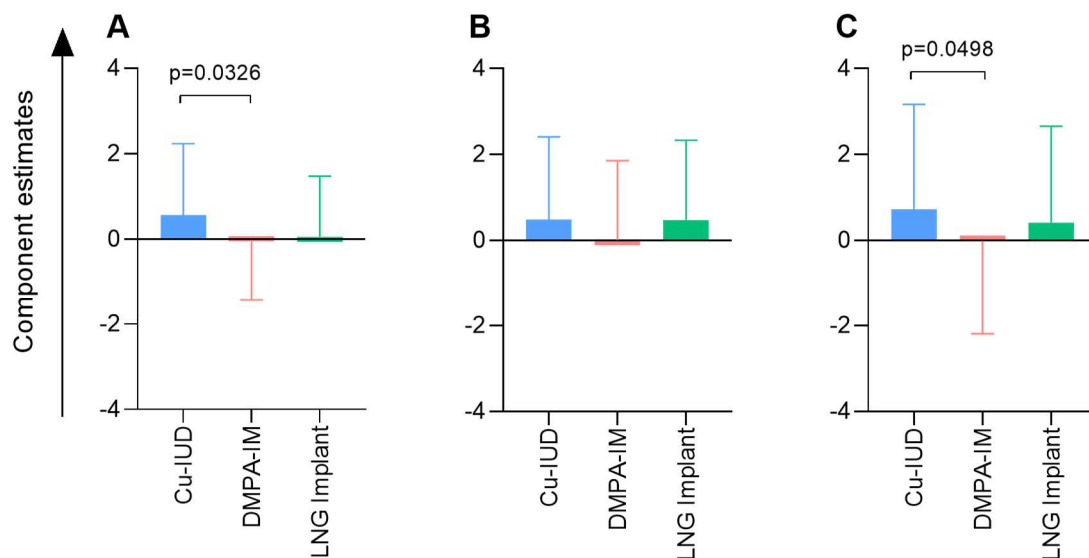 A
B
C
Component estimates
p=0.0326
4
2
0
-2
-4
Cu-IUD
DMPA-IM
LNG Implant
4
2
0
-2
-4
Cu-IUD
DMPA-IM
LNG Implant
p=0.0498
4
2
0
-2
-4
Cu-IUD
DMPA-IM
LNG Implant